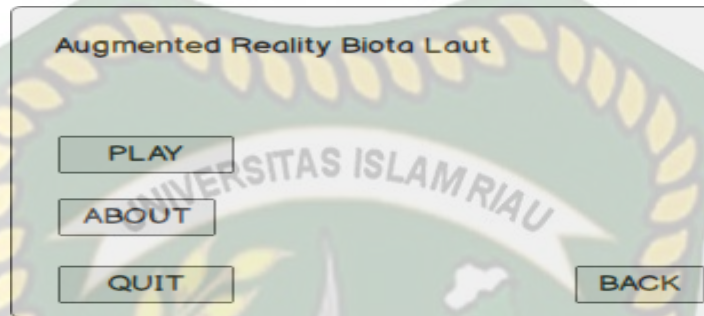 Augmented Reality Biota Laut
PLAY
UNIVERSITAS ISLAM RIAU
ABOUT
QUIT
BACK